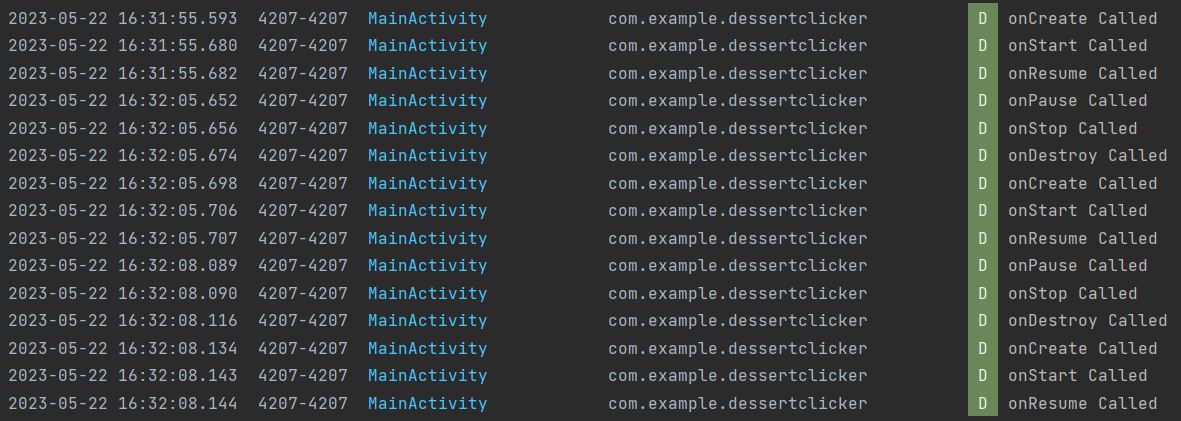 2023-05-22 16:31:55.593 4207-4207 MainActivity com.example.dessertclicker D onCreate Called
2023-05-22 16:31:55.680 4207-4207 MainActivity com.example.dessertclicker D onStart Called
2023-05-22 16:31:55.682 4207-4207 MainActivity com.example.dessertclicker D onResume Called
2023-05-22 16:32:05.652 4207-4207 MainActivity com.example.dessertclicker D onPause Called
2023-05-22 16:32:05.656 4207-4207 MainActivity com.example.dessertclicker D onStop Called
2023-05-22 16:32:05.674 4207-4207 MainActivity com.example.dessertclicker D onDestroy Called
2023-05-22 16:32:05.698 4207-4207 MainActivity com.example.dessertclicker D onCreate Called
2023-05-22 16:32:05.706 4207-4207 MainActivity com.example.dessertclicker D onStart Called
2023-05-22 16:32:05.707 4207-4207 MainActivity com.example.dessertclicker D onResume Called
2023-05-22 16:32:08.089 4207-4207 MainActivity com.example.dessertclicker D onPause Called
2023-05-22 16:32:08.090 4207-4207 MainActivity com.example.dessertclicker D onStop Called
2023-05-22 16:32:08.116 4207-4207 MainActivity com.example.dessertclicker D onDestroy Called
2023-05-22 16:32:08.134 4207-4207 MainActivity com.example.dessertclicker D onCreate Called
2023-05-22 16:32:08.143 4207-4207 MainActivity com.example.dessertclicker D onStart Called
2023-05-22 16:32:08.144 4207-4207 MainActivity com.example.dessertclicker D onResume Called